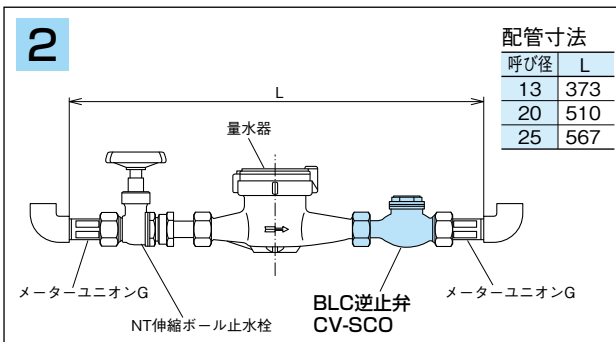 2
配管寸法
呼び径 L
13 373
20 510
25 567
L
量水器
メーターユニオンG
NT伸縮ボール止水栓
BLC逆止弁
CV-SCO
メーターユニオンG